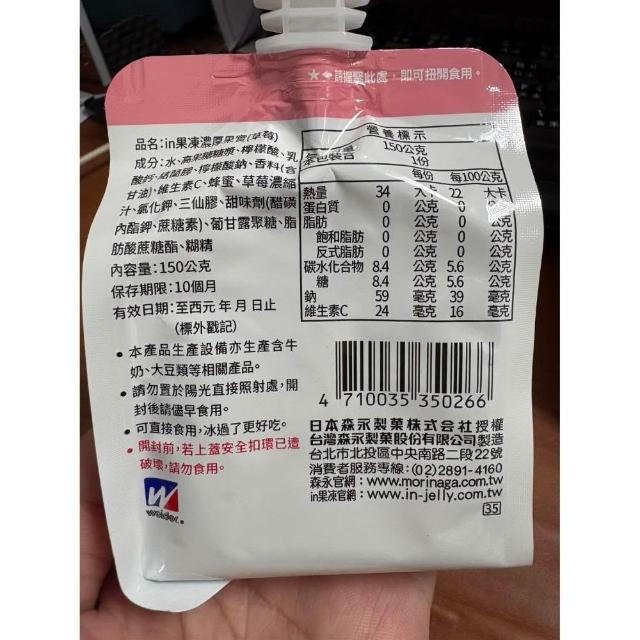 ★ 請握緊此處，即可扭開食用。
品名：in果凍濃厚果實(草莓)
成分：水、高果糖糖漿、檸檬酸、乳
酸鈣、結蘭膠、檸檬酸鈉、香料(含
甘油)、維生素C、蜂蜜、草莓濃縮
汁、氯化鉀、三仙膠、甜味劑(醋磺
內酯鉀、蔗糖素)、葡甘露聚糖、脂
肪酸蔗糖酯、糊精
內容量：150公克
保存期限：10個月
有效日期：至西元 年 月 日止
(標外戳記)
• 本產品生產設備亦生產含牛
奶、大豆類等相關產品。
• 請勿置於陽光直接照射處，開
封後請儘早食用。
• 可直接食用，冰過了更好吃。
• 開封前，若上蓋安全扣環已遭
破壞，請勿食用。
W
weider®
營養標示
150公克
本包裝含 1份
每份 每100公克
熱量 34 大卡 22 大卡
蛋白質 0 公克 0 公克
脂肪 0 公克 0 公克
飽和脂肪 0 公克 0 公克
反式脂肪 0 公克 0 公克
碳水化合物 8.4 公克 5.6 公克
糖 8.4 公克 5.6 公克
鈉 59 毫克 39 毫克
維生素C 24 毫克 16 毫克
4 710035 350266
日本森永製菓株式会社授權
台灣森永製菓股份有限公司製造
台北市北投區中央南路二段22號
消費者服務專線：(02)2891-4160
森永官網：www.morinaga.com.tw
in果凍官網：www.in-jelly.com.tw
35